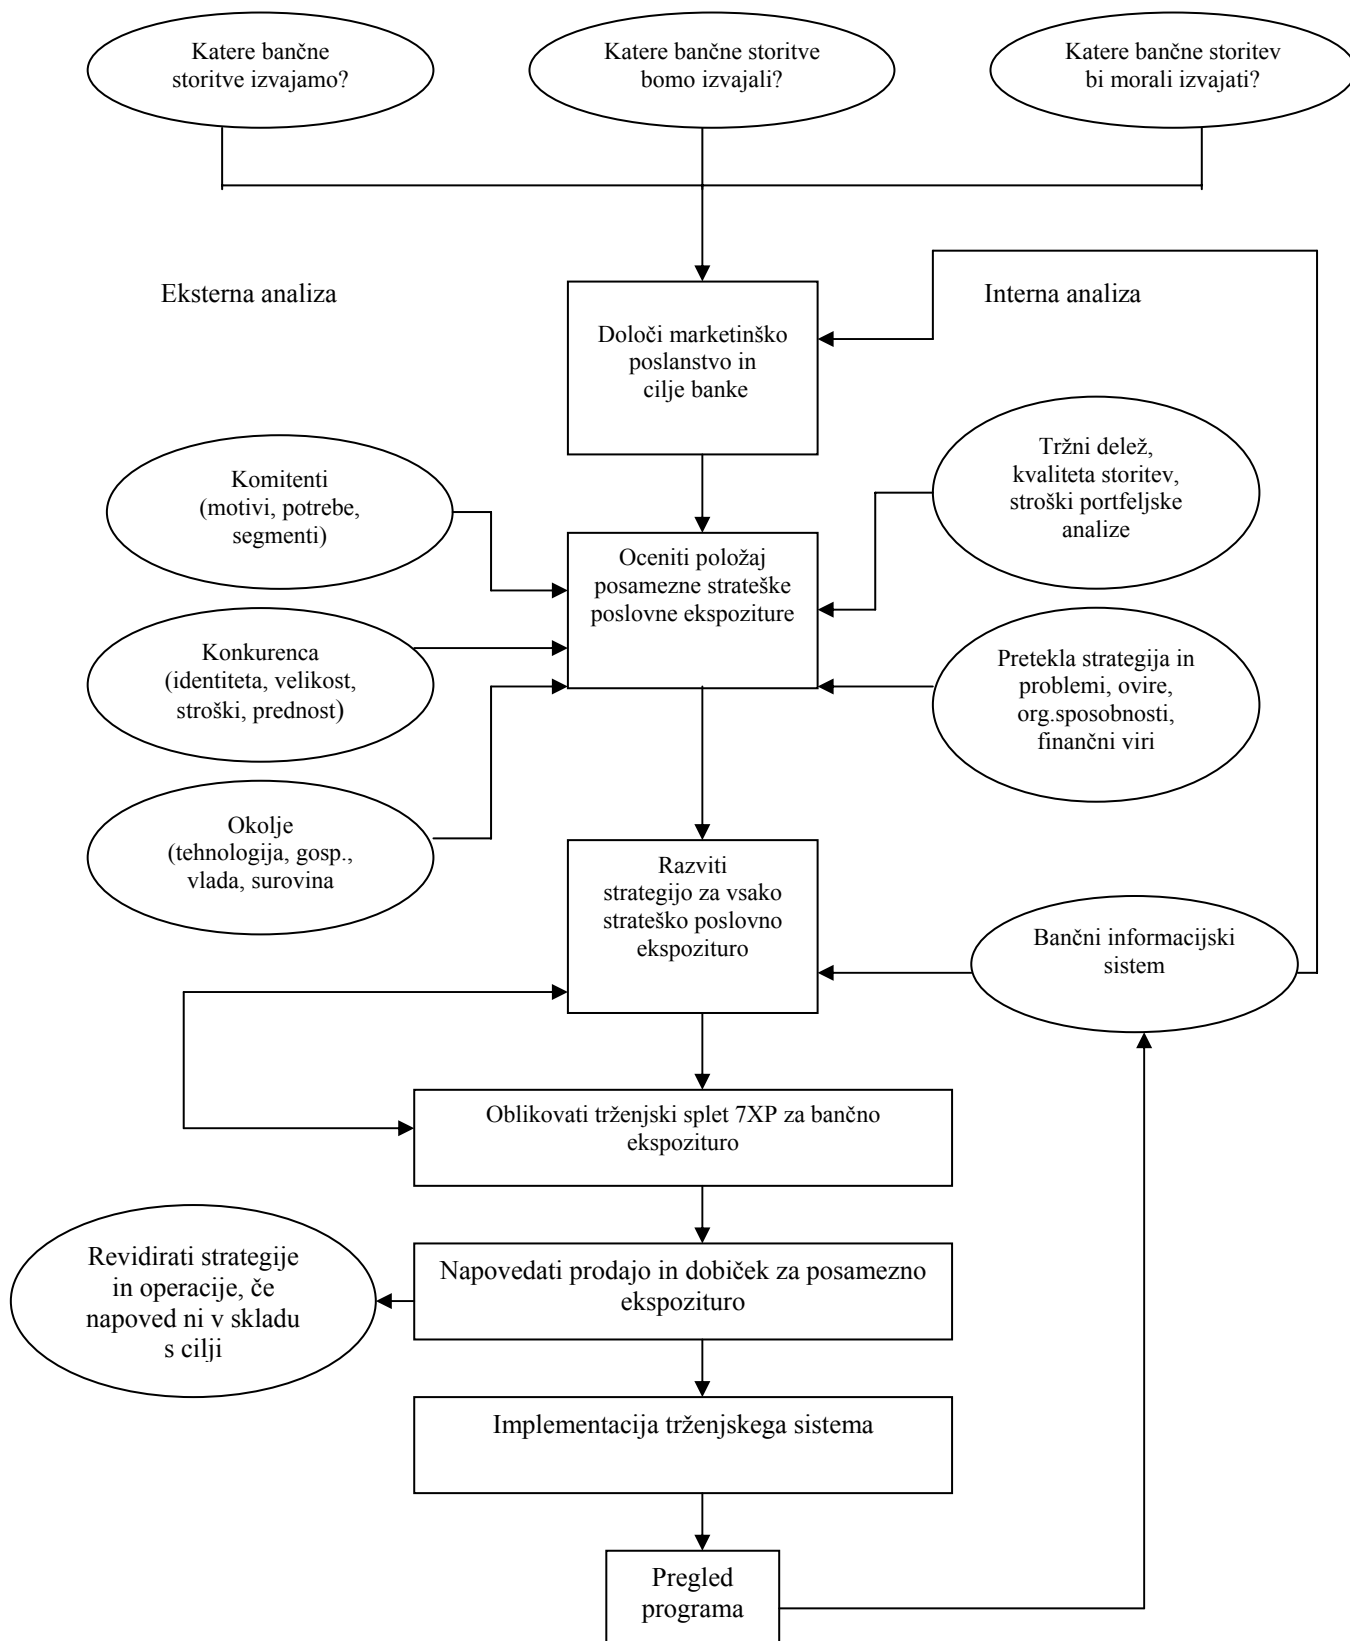 Katere bančne
storitve izvajamo?
Katere bančne storitve
bomo izvajali?
Katere bančne storitev
bi morali izvajati?
Eksterna analiza
Interna analiza
Določi marketinško
poslanstvo in
cilje banke
Komitenti
(motivi, potrebe,
segmenti)
Tržni delež,
kvaliteta storitev,
stroški portfeljske
analize
Oceniti položaj
posamezne strateške
poslovne ekspoziture
Konkurenca
(identiteta, velikost,
stroški, prednost)
Pretekla strategija in
problemi, ovire,
org.sposobnosti,
finančni viri
Okolje
(tehnologija, gosp.,
vlada, surovina
Razviti
strategijo za vsako
strateško poslovno
ekspozituro
Bančni informacijski
sistem
Oblikovati trženjski splet 7XP za bančno
ekspozituro
Revidirati strategije
in operacije, če
napoved ni v skladu
s cilji
Napovedati prodajo in dobiček za posamezno
ekspozituro
Implementacija trženjskega sistema
Pregled
programa